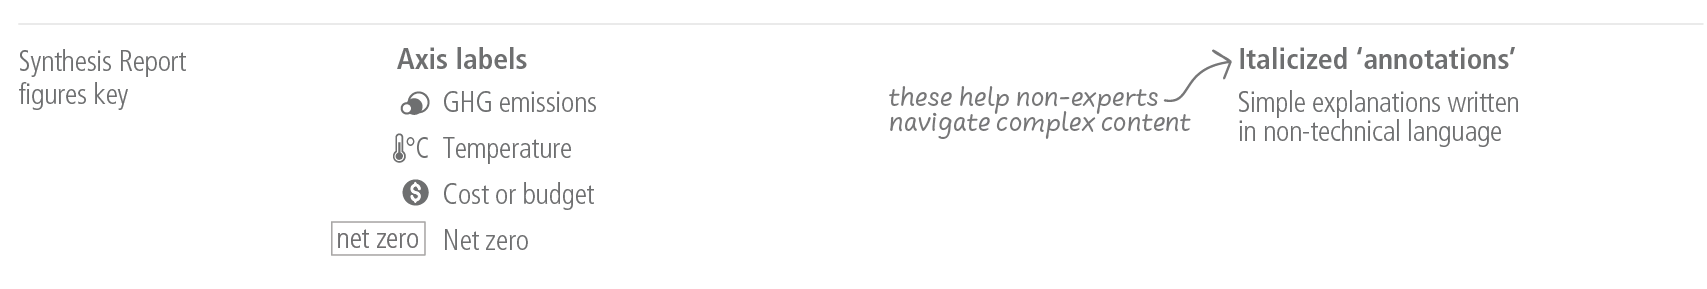 Synthesis Report
figures key
Axis labels
GHG emissions
°C Temperature
$ Cost or budget
net zero Net zero
these help non-experts
navigate complex content
Italicized ‘annotations’
Simple explanations written
in non-technical language